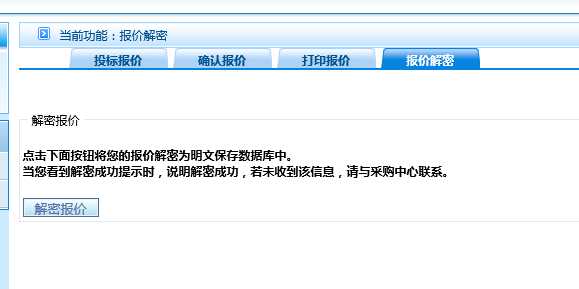 当前功能：报价解密
投标报价 确认报价 打印报价 报价解密
解密报价
点击下面按钮将您的报价解密为明文保存数据库中。
当您看到解密成功提示时，说明解密成功，若未收到该信息，请与采购中心联系。
解密报价